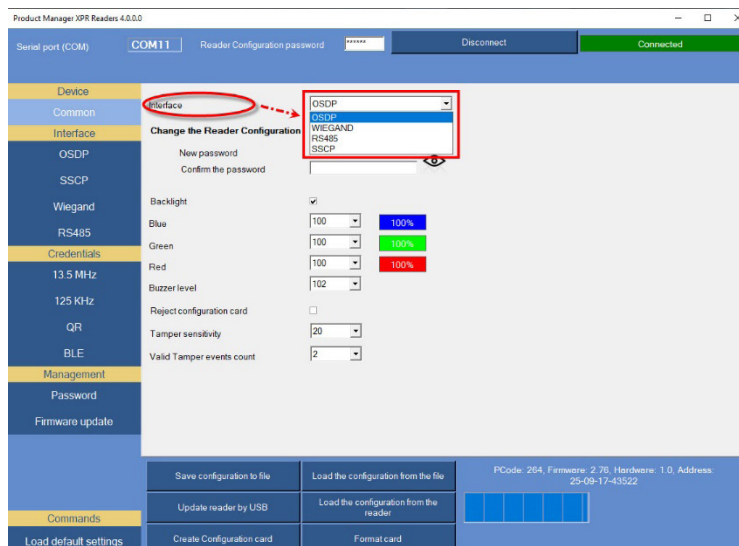 Product Manager XPR Readers 4.0.0.0
Serial port (COM) COM11 Reader Configuration password ****** Disconnect Connected
Device
Common
Interface
OSDP
SSCP
Wiegand
RS485
Credentials
13.5 MHz
125 KHz
QR
BLE
Management
Password
Firmware update
Commands
Load default settings
Interface OSDP
OSDP
WIEGAND
RS485
SSCP
Change the Reader Configuration
New password
Confirm the password
Backlight
Blue 100 100%
Green 100 100%
Red 100 100%
Buzzer level 102
Reject configuration card
Tamper sensitivity 20
Valid Tamper events count 2
Save configuration to file Load the configuration from the file
Update reader by USB Load the configuration from the
reader
Create Configuration card Format card
PCode: 264, Firmware: 2.76, Hardware: 1.0, Address:
25-09-17-43522